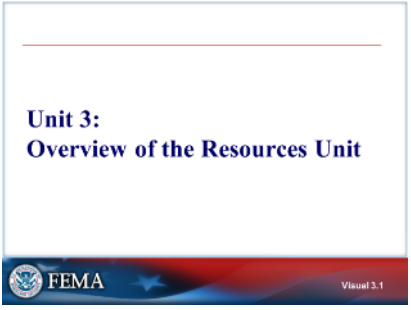 Unit 3:
Overview of the Resources Unit
FEMA
Visual 3.1